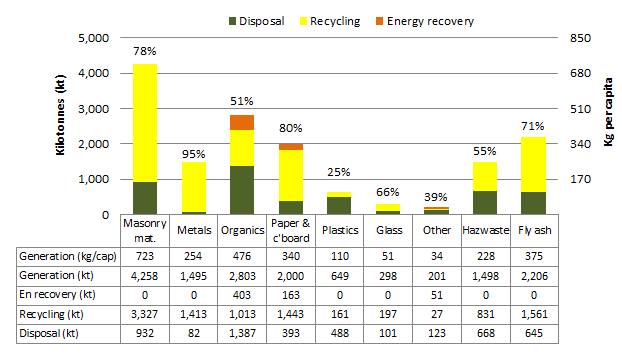 Disposal Recycling Energy recovery
5,000 850
78%
4,000 680
51%
3,000 510
80% 71%
95% 55%
2,000 340
25%
1,000 66% 39% 170
0 0
Kilotonnes (kt)
Kg per capita
Masonry mat. Metals Organics Paper & c'board Plastics Glass Other Hazwaste Fly ash
Generation (kg/cap) 723 254 476 340 110 51 34 228 375
Generation (kt) 4,258 1,495 2,803 2,000 649 298 201 1,498 2,206
En recovery (kt) 0 0 403 163 0 0 51 0 0
Recycling (kt) 3,327 1,413 1,013 1,443 161 197 27 831 1,561
Disposal (kt) 932 82 1,387 393 488 101 123 668 645